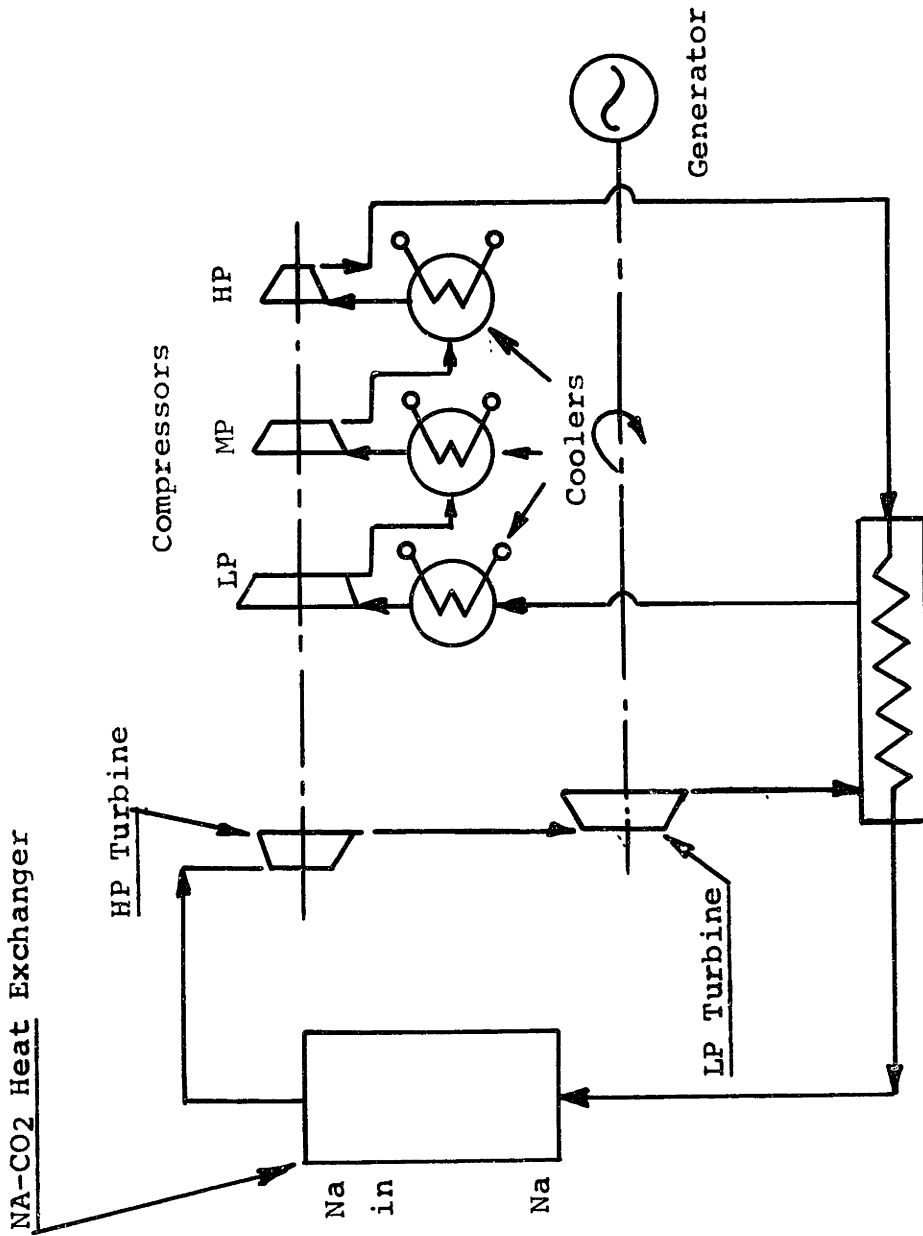 NA-CO2 Heat Exchanger
HP Turbine
Compressors
LP
MP
HP
Na
in
Na
LP Turbine
Coolers
Generator